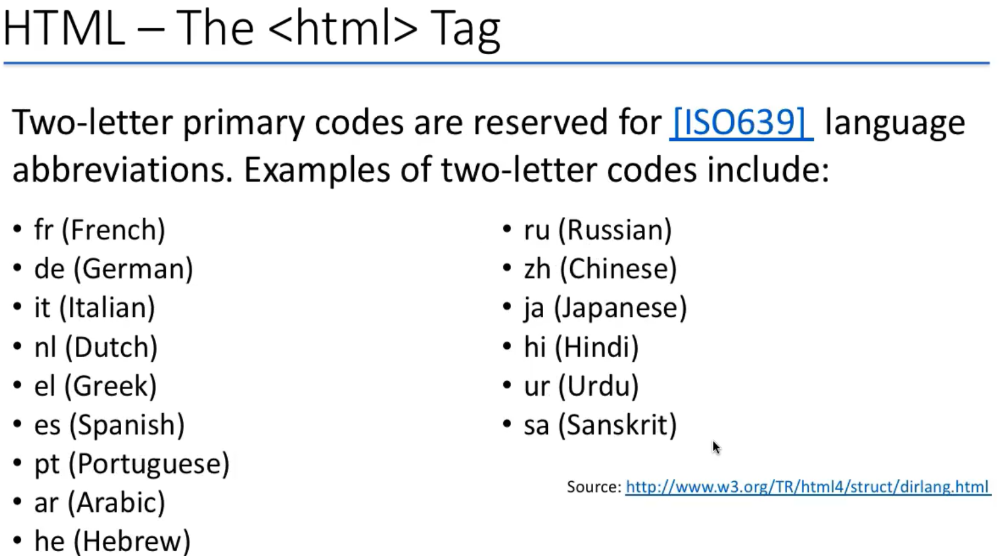 HTML – The <html> Tag
Two-letter primary codes are reserved for [ISO639] language
abbreviations. Examples of two-letter codes include:
• fr (French)
• de (German)
• it (Italian)
• nl (Dutch)
• el (Greek)
• es (Spanish)
• pt (Portuguese)
• ar (Arabic)
• he (Hebrew)
• ru (Russian)
• zh (Chinese)
• ja (Japanese)
• hi (Hindi)
• ur (Urdu)
• sa (Sanskrit)
Source: http://www.w3.org/TR/html4/struct/dirlang.html